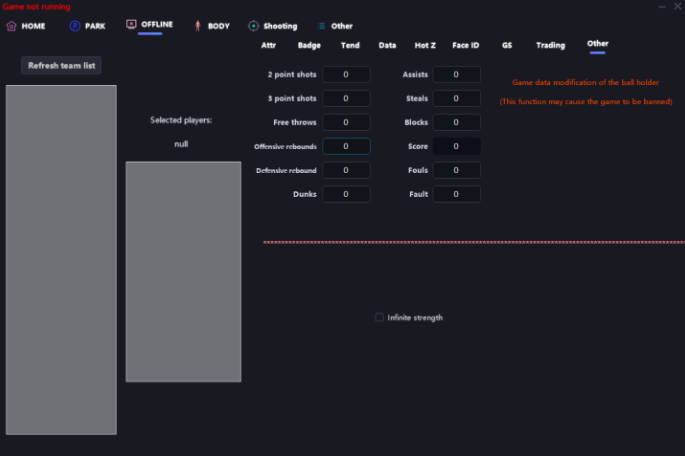 Game not running
HOME PARK OFFLINE BODY Shooting Other
Attr Badge Tend Data Hot Z Face ID GS Trading Other
Refresh team list
Selected players:
null
2 point shots 0 Assists 0
3 point shots 0 Steals 0
Free throws 0 Blocks 0
Offensive rebounds 0 Score 0
Defensive rebound 0 Fouls 0
Dunks 0 Fault 0
Game data modification of the ball holder
(This function may cause the game to be banned)
Infinite strength